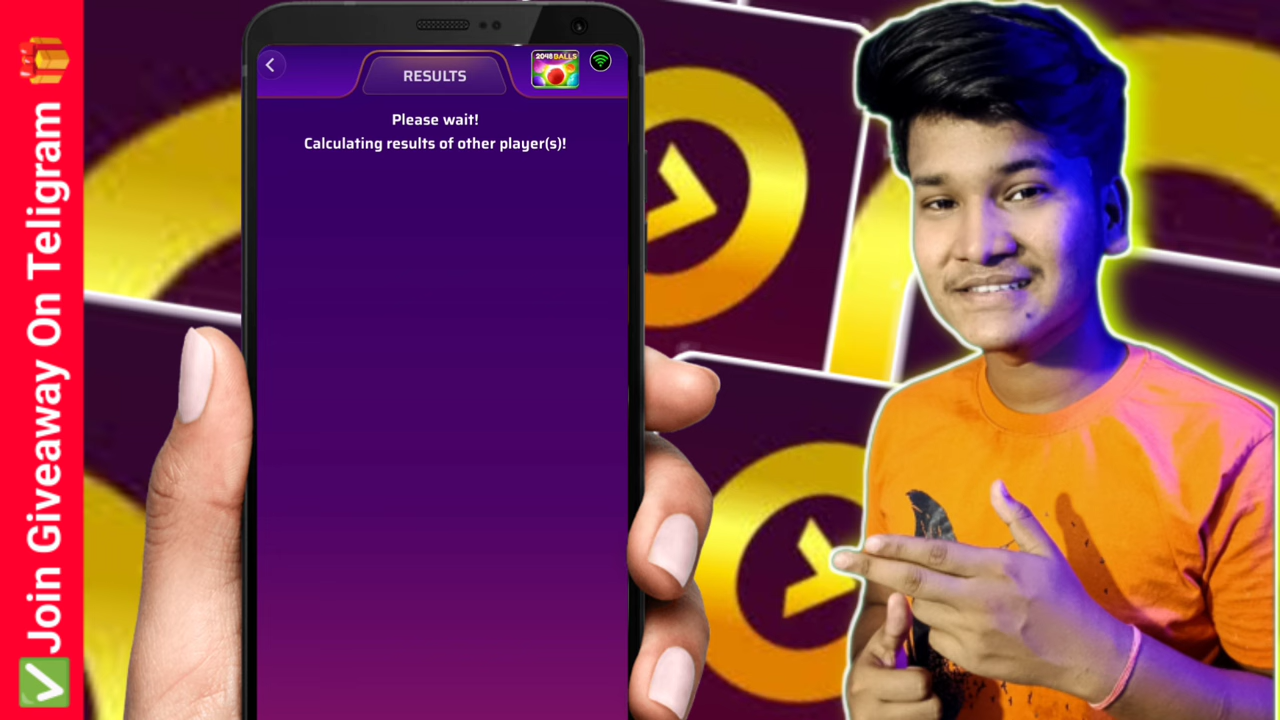 ✅Join Giveaway On Teligram 🎁
RESULTS
2048 BALLS
Please wait!
Calculating results of other player(s)!